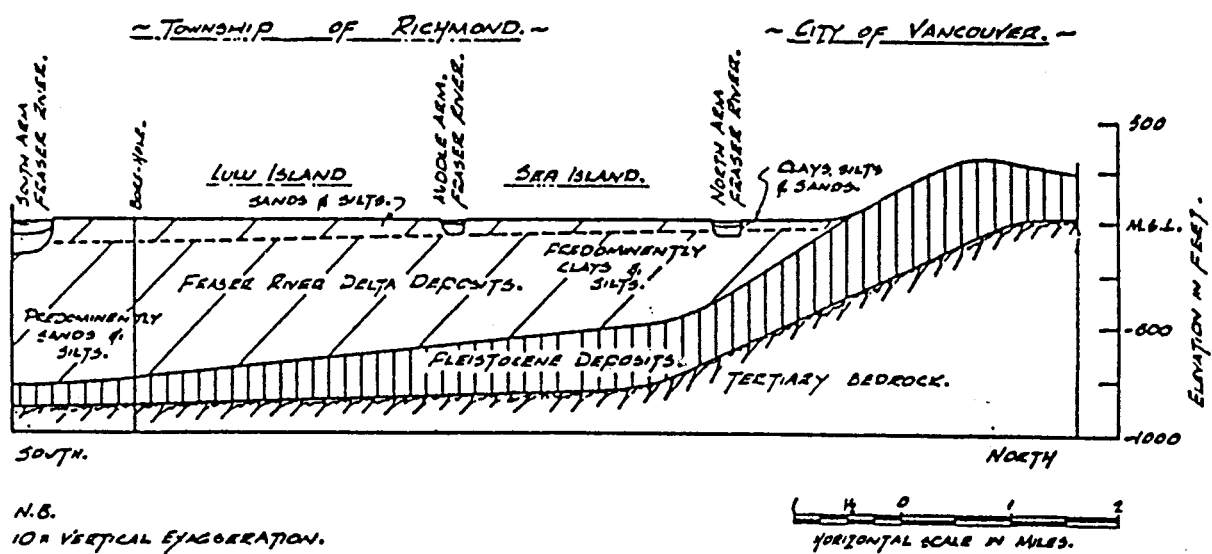 ~ TOWNSHIP OF RICHMOND. ~
~ CITY OF VANCOUVER. ~
SOUTH ARM
FRASER RIVER.
BORE-HOLE.
LULU ISLAND
SANDS & SILTS.
MIDDLE ARM.
FRASER RIVER.
SEA ISLAND.
NORTH ARM
FRASER RIVER.
CLAYS, SILTS
& SANDS.
500
M.S.L.
-500
-1000
ELEVATION IN FEET.
PREDOMINENTLY
CLAYS &
SILTS.
FRASER RIVER DELTA DEPOSITS.
PREDOMINENTLY
SANDS &
SILTS.
PLEISTOCENE DEPOSITS.
TERTIARY BEDROCK.
SOUTH.
NORTH
N.B.
10 x VERTICAL EXAGGERATION.
1 ½ 0 1 2
HORIZONTAL SCALE IN MILES.